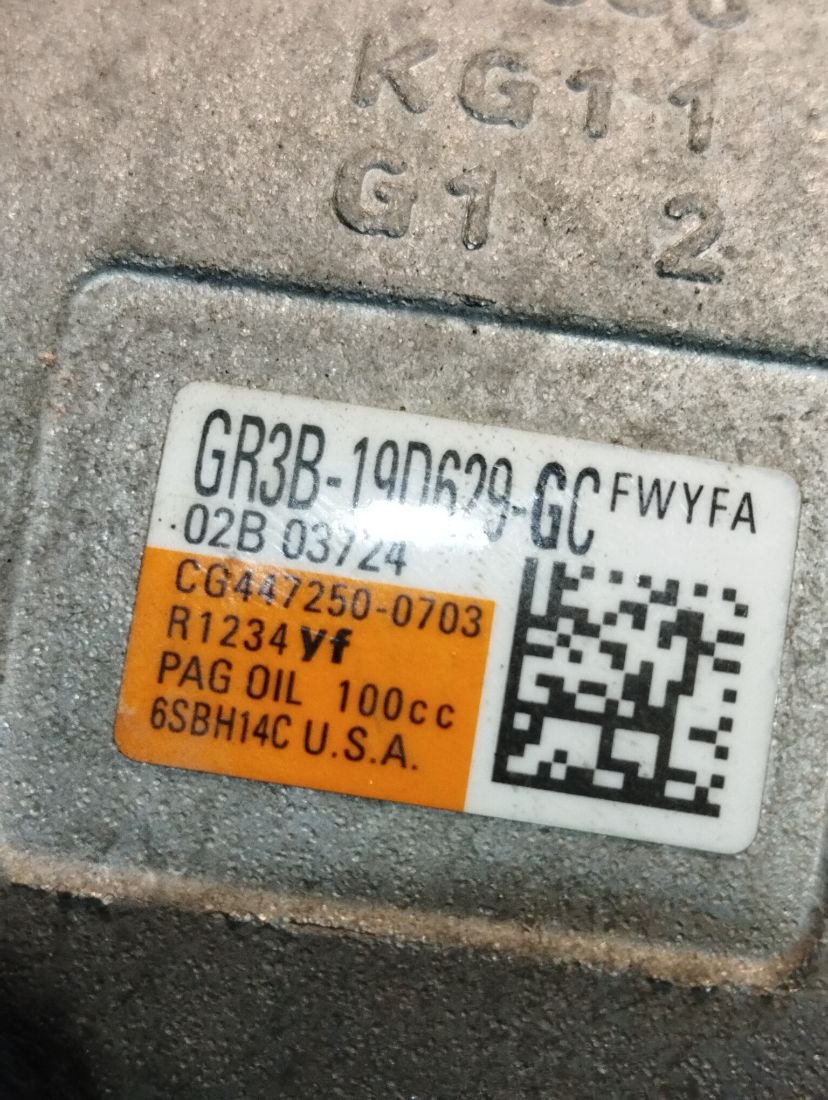 KG11
G1 2
GR3B-19D629-GC FWYFA
02B 03724
CG447250-0703
R1234yf
PAG OIL 100cc
6SBH14C U.S.A.